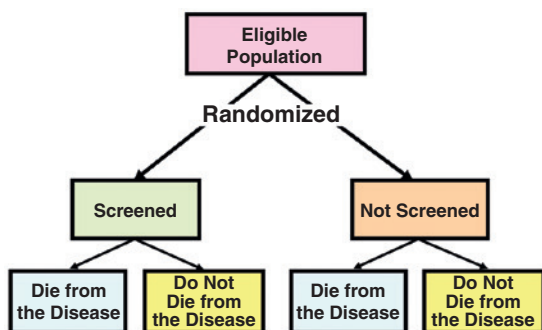 Eligible
Population
Randomized
Screened
Not Screened
Die from
the Disease
Do Not
Die from
the Disease
Die from
the Disease
Do Not
Die from
the Disease